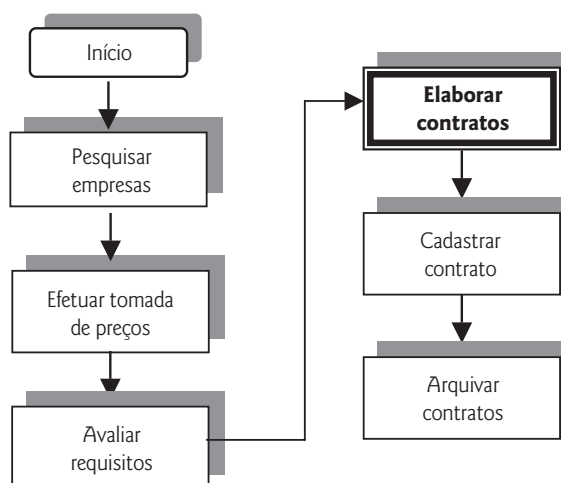 Início
Pesquisar
empresas
Efetuar tomada
de preços
Avaliar
requisitos
Elaborar
contratos
Cadastrar
contrato
Arquivar
contratos